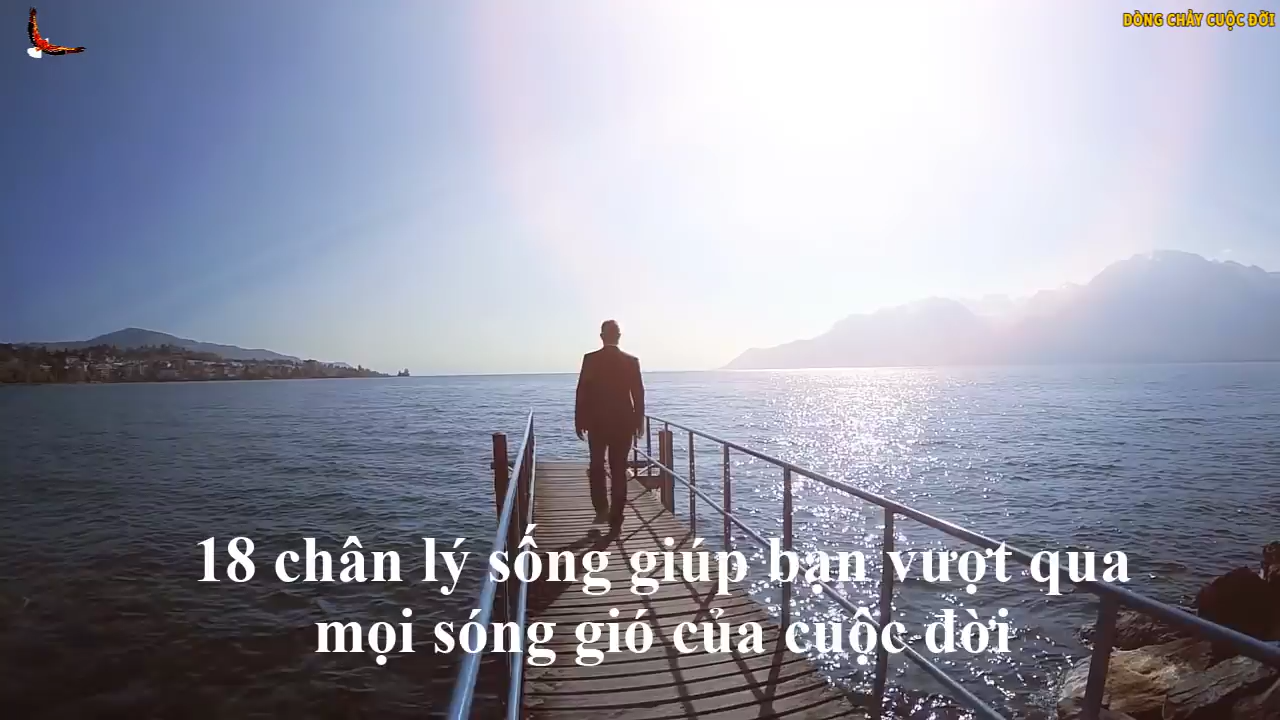 DÒNG CHẢY CUỘC ĐỜI
18 chân lý sống giúp bạn vượt qua
mọi sóng gió của cuộc đời